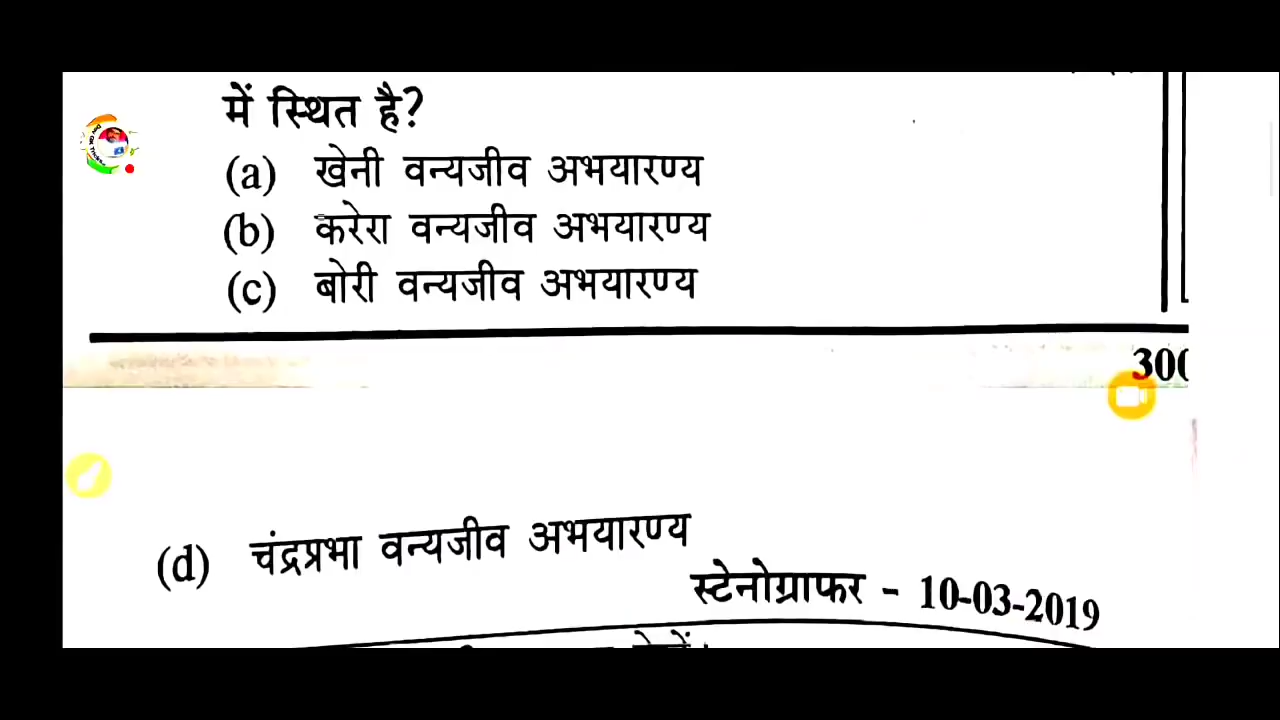 में स्थित है?
(a) खेनी वन्यजीव अभयारण्य
(b) करेरा वन्यजीव अभयारण्य
(c) बोरी वन्यजीव अभयारण्य
300
(d) चंद्रप्रभा वन्यजीव अभयारण्य
स्टेनोग्राफर - 10-03-2019